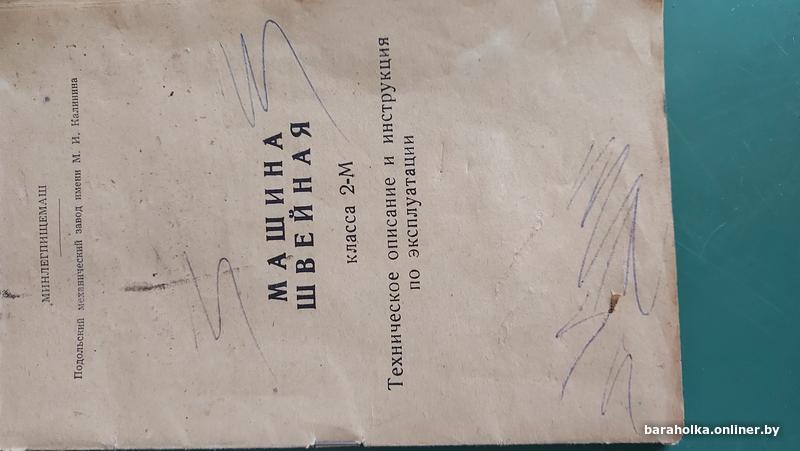 МИНЛЕГПИЩЕМАШ
Подольский механический завод имени М. И. Калинина
МАШИНА
ШВЕЙНАЯ
класса 2-М
Техническое описание и инструкция
по эксплуатации
baraholka.onliner.by